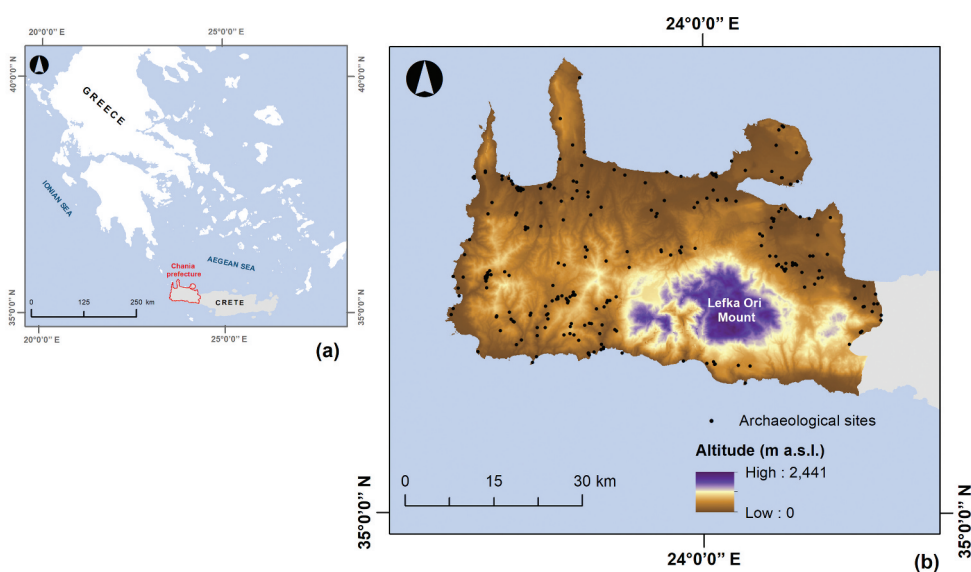 20°0'0" E
25°0'0" E
40°0'0" N
40°0'0" N
GREECE
IONIAN SEA
AEGEAN SEA
Chania
prefecture
CRETE
0 125 250 km
35°0'0" N
35°0'0" N
20°0'0" E
25°0'0" E
(a)
24°0'0'' E
Lefka Ori
Mount
Archaeological sites
Altitude (m a.s.l.)
High : 2,441
Low : 0
0 15 30 km
35°0'0'' N
35°0'0'' N
24°0'0'' E
(b)